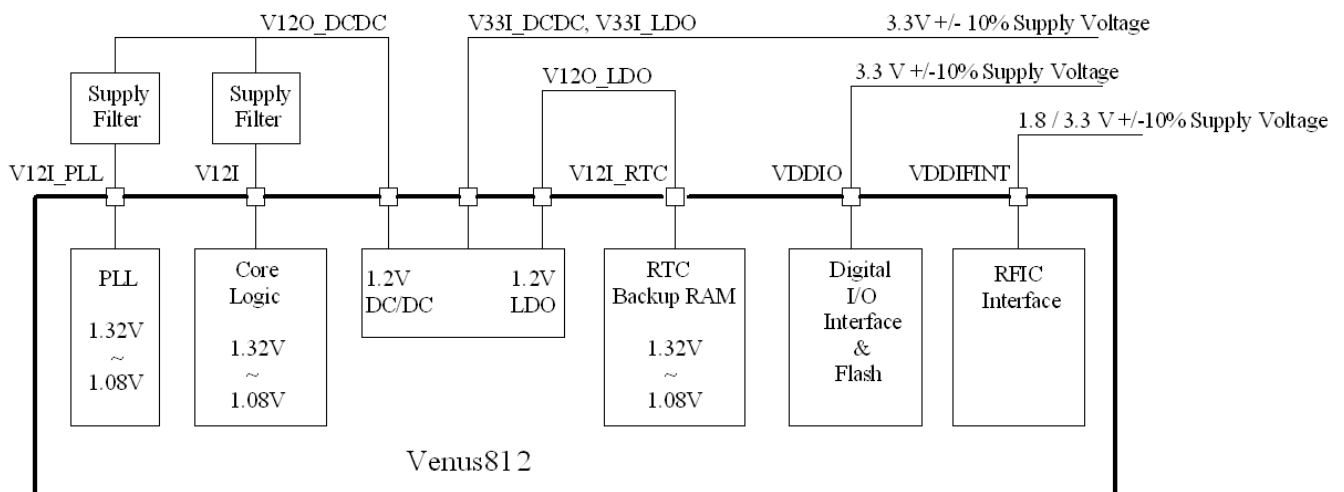 V12O_DCDC
V33I_DCDC, V33I_LDO
3.3V +/- 10% Supply Voltage
V12O_LDO
3.3 V +/-10% Supply Voltage
Supply
Filter
Supply
Filter
1.8 / 3.3 V +/-10% Supply Voltage
V12I_PLL
V12I
V12I_RTC
VDDIO
VDDIFINT
PLL
1.32V
~
1.08V
Core
Logic
1.32V
~
1.08V
1.2V
DC/DC
1.2V
LDO
RTC
Backup RAM
1.32V
~
1.08V
Digital
I/O
Interface
&
Flash
RFIC
Interface
Venus812